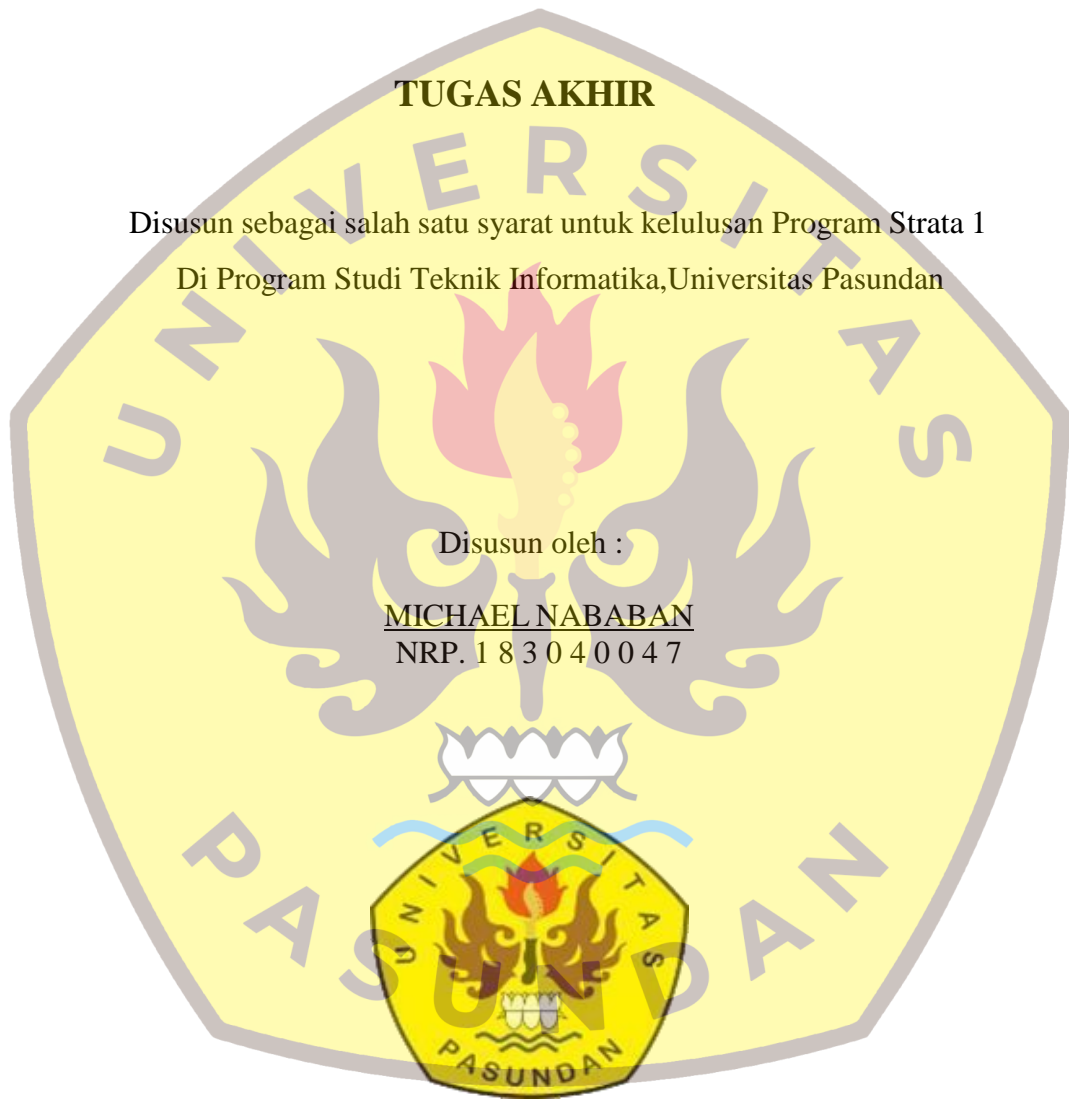 TUGAS AKHIR
Disusun sebagai salah satu syarat untuk kelulusan Program Strata 1
Di Program Studi Teknik Informatika,Universitas Pasundan
Disusun oleh :
MICHAEL NABABAN
NRP. 1 8 3 0 4 0 0 4 7
UNIVERSITAS
PASUNDAN
UNIVERSITAS
PASUNDAN